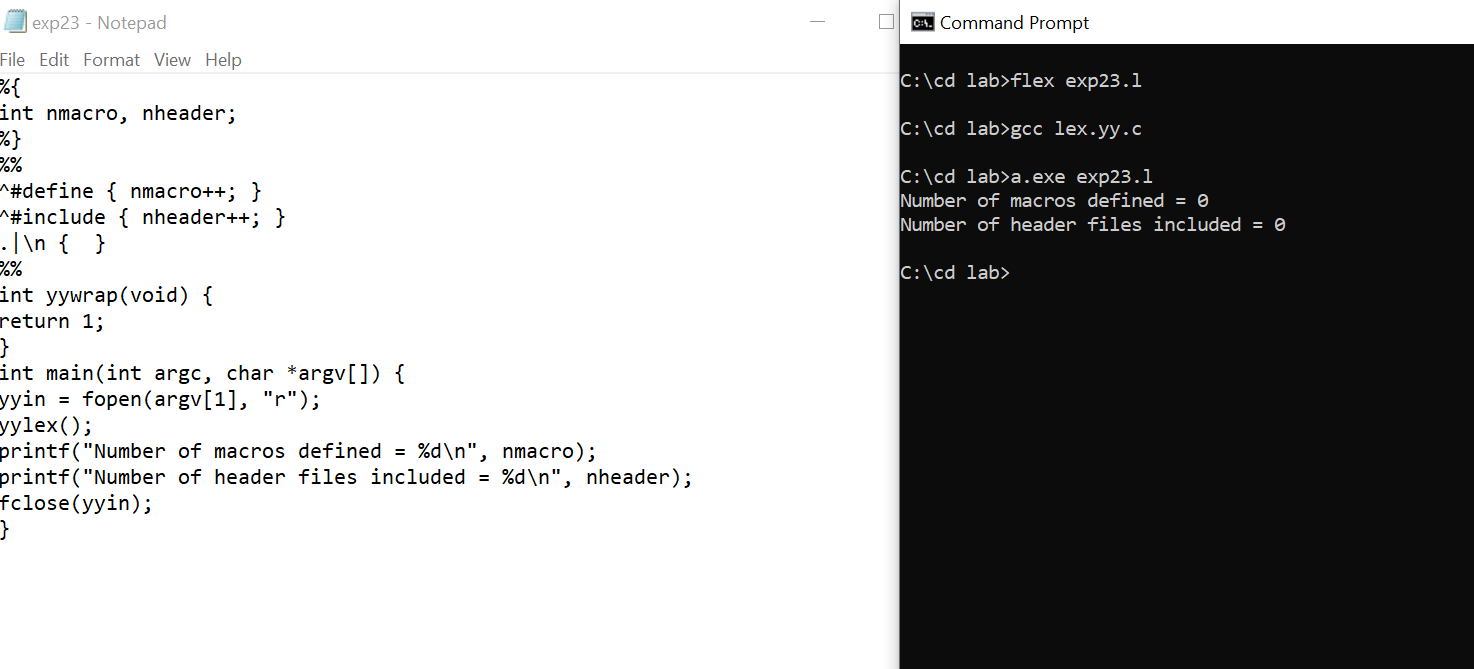 exp23 - Notepad
File Edit Format View Help
%{
int nmacro, nheader;
%}
%%
^#define { nmacro++; }
^#include { nheader++; }
.|\n {  }
%%
int yywrap(void) {
return 1;
}
int main(int argc, char *argv[]) {
yyin = fopen(argv[1], "r");
yylex();
printf("Number of macros defined = %d\n", nmacro);
printf("Number of header files included = %d\n", nheader);
fclose(yyin);
}
C:\. Command Prompt
C:\cd lab>flex exp23.l
C:\cd lab>gcc lex.yy.c
C:\cd lab>a.exe exp23.l
Number of macros defined = 0
Number of header files included = 0
C:\cd lab>